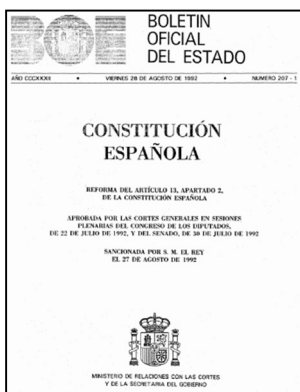 BOE
BOLETIN
OFICIAL
DEL ESTADO
AÑO CCCXXXII • VIERNES 28 DE AGOSTO DE 1992 • NUMERO 207 - 1
CONSTITUCIÓN
ESPAÑOLA
REFORMA DEL ARTÍCULO 13, APARTADO 2,
DE LA CONSTITUCIÓN ESPAÑOLA
APROBADA POR LAS CORTES GENERALES EN SESIONES
PLENARIAS DEL CONGRESO DE LOS DIPUTADOS,
DE 22 DE JULIO DE 1992, Y DEL SENADO, DE 30 DE JULIO DE 1992
SANCIONADA POR S. M. EL REY
EL 27 DE AGOSTO DE 1992
MINISTERIO DE RELACIONES CON LAS CORTES
Y DE LA SECRETARIA DEL GOBIERNO